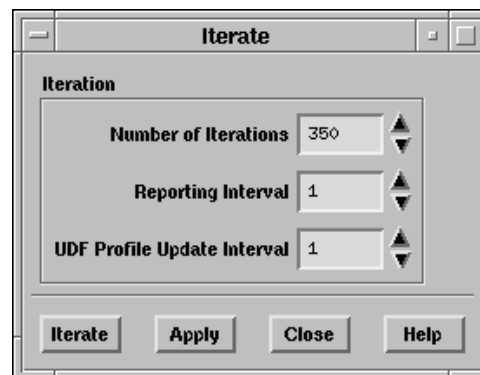 Iterate
Iteration
Number of Iterations 350
Reporting Interval 1
UDF Profile Update Interval 1
Iterate Apply Close Help